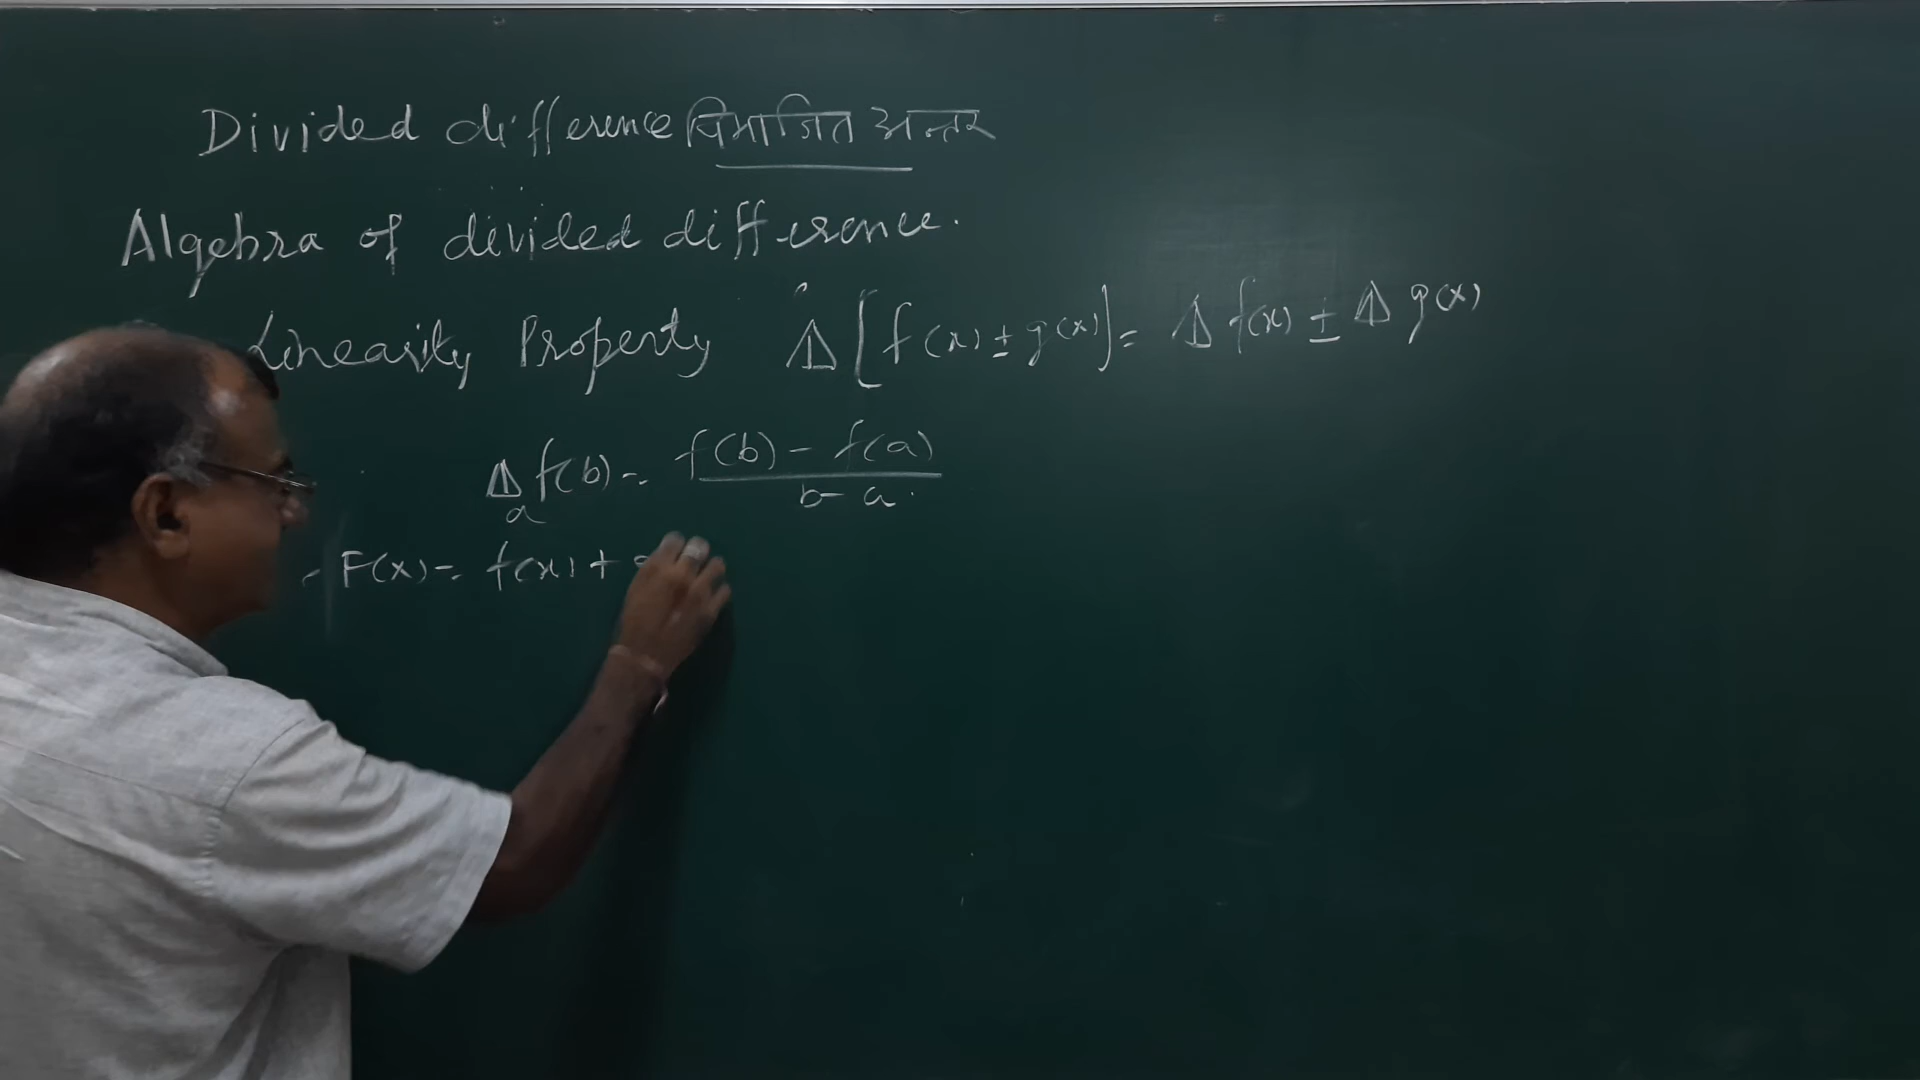 Divided difference विभाजित अन्तर
Algebra of divided difference.
Linearity Property ⍋ [f(x) ± g(x)] = ⍋ f(x) ± ⍋ g(x)
⍋ₐ f(b) = f(b) - f(a) / b - a
- F(x) = f(x) +